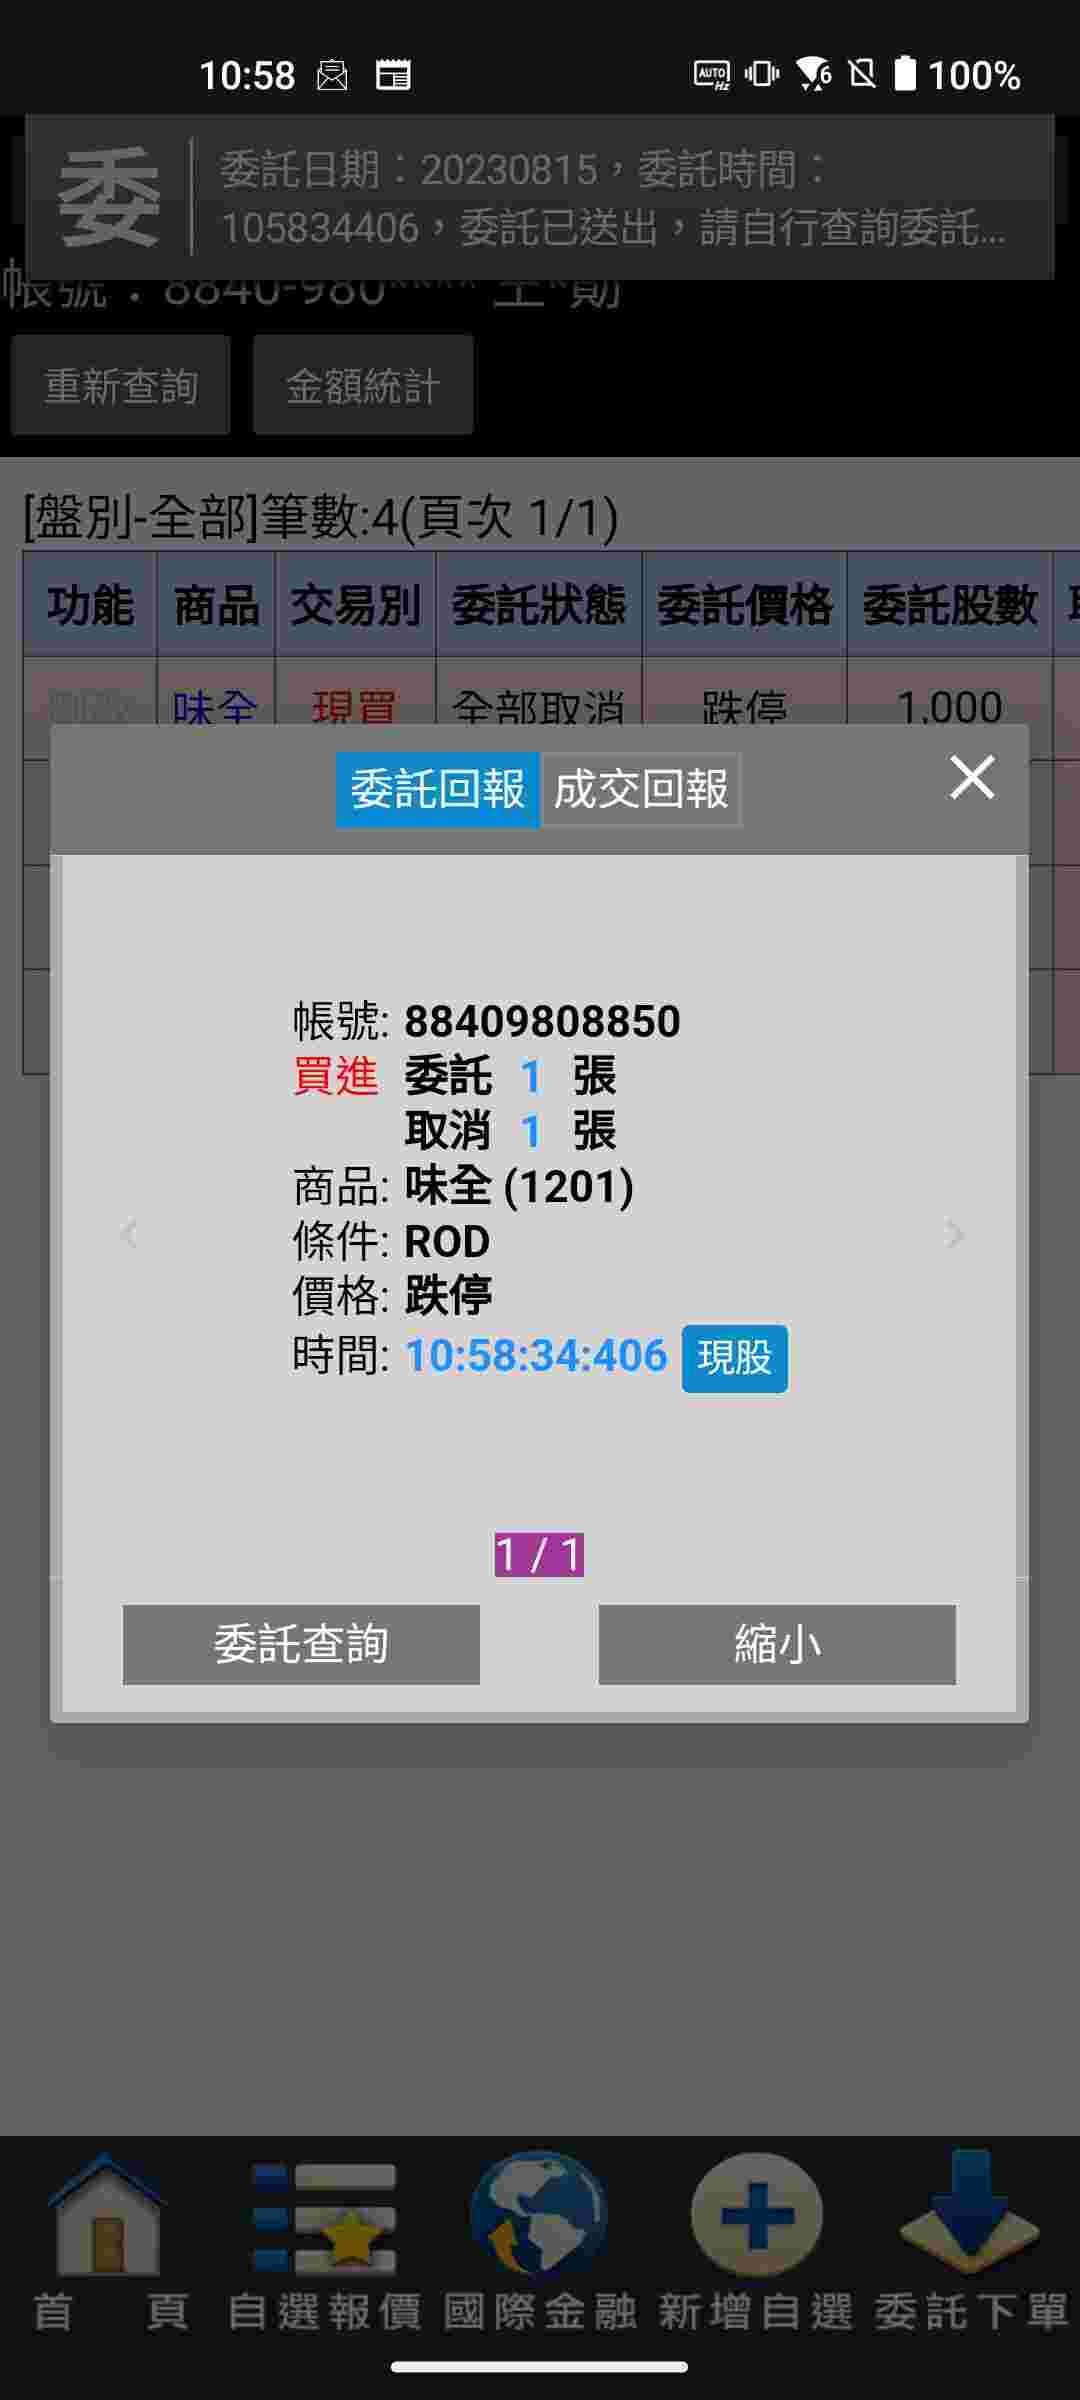 10:58
AUTO Hz
6
100%
委
委託日期：20230815，委託時間：
105834406，委託已送出，請自行查詢委託...
帳號：8840-980****
重新查詢
金額統計
[盤別-全部]筆數:4(頁次 1/1)
功能 商品 交易別 委託狀態 委託價格 委託股數
味全 現買 全部取消 跌停 1,000
委託回報 成交回報
帳號: 88409808850
買進 委託 1 張
取消 1 張
商品: 味全 (1201)
條件: ROD
價格: 跌停
時間: 10:58:34:406 現股
1 / 1
委託查詢
縮小
首 頁 自選報價 國際金融 新增自選 委託下單